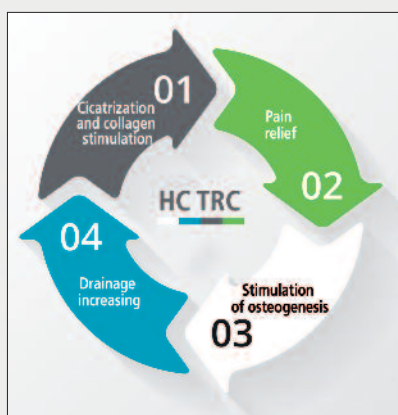 01
Cicatrization
and collagen
stimulation
Pain
relief
02
HC TRC
04
Drainage
increasing
Stimulation
of osteogenesis
03